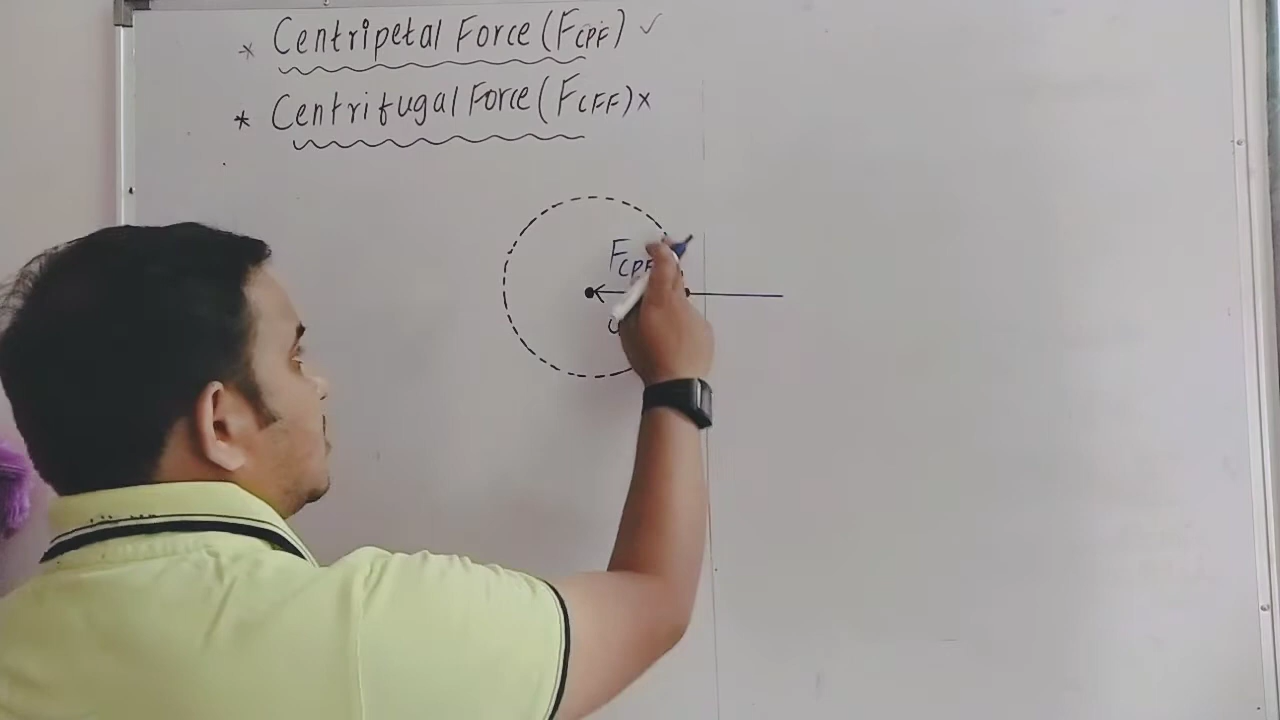 * Centripetal Force (FCPF) ✓
* Centrifugal Force (FCFF) ×
FCPF